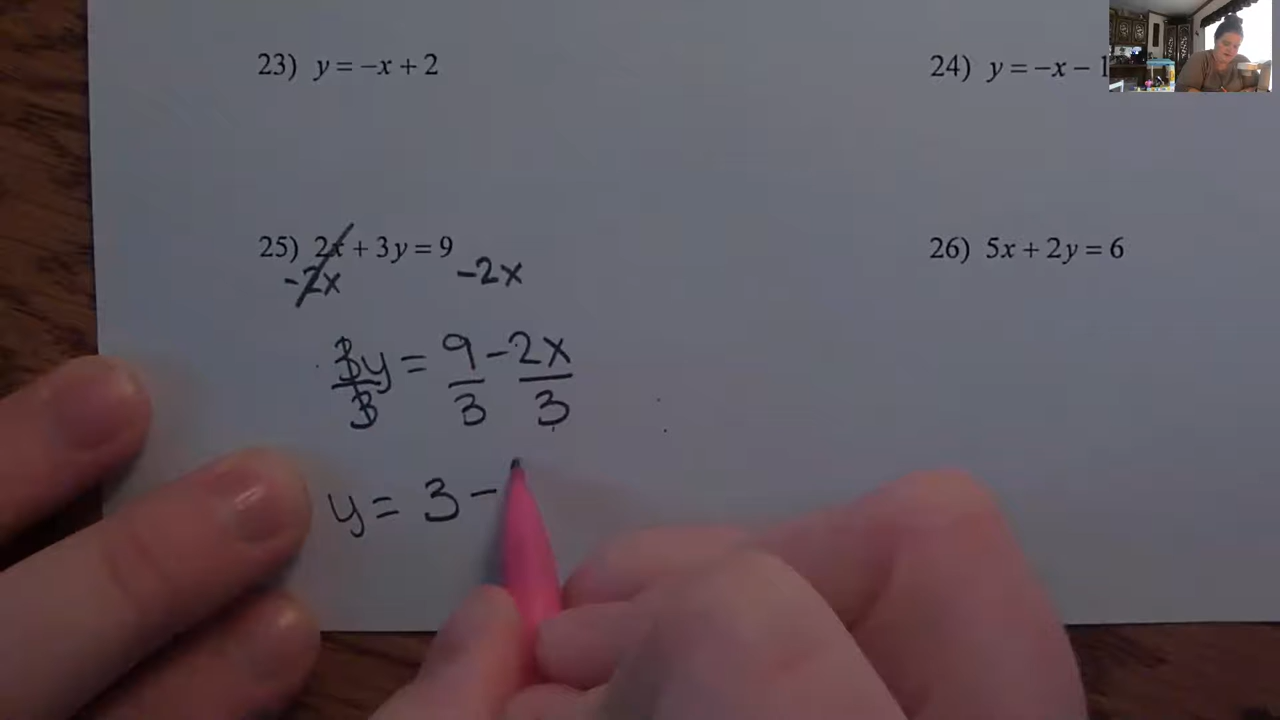 23) y = −x + 2
24) y = −x − 1
25) 2x + 3y = 9
-2x -2x
26) 5x + 2y = 6
3y = 9 - 2x
3 3 3
y = 3 -